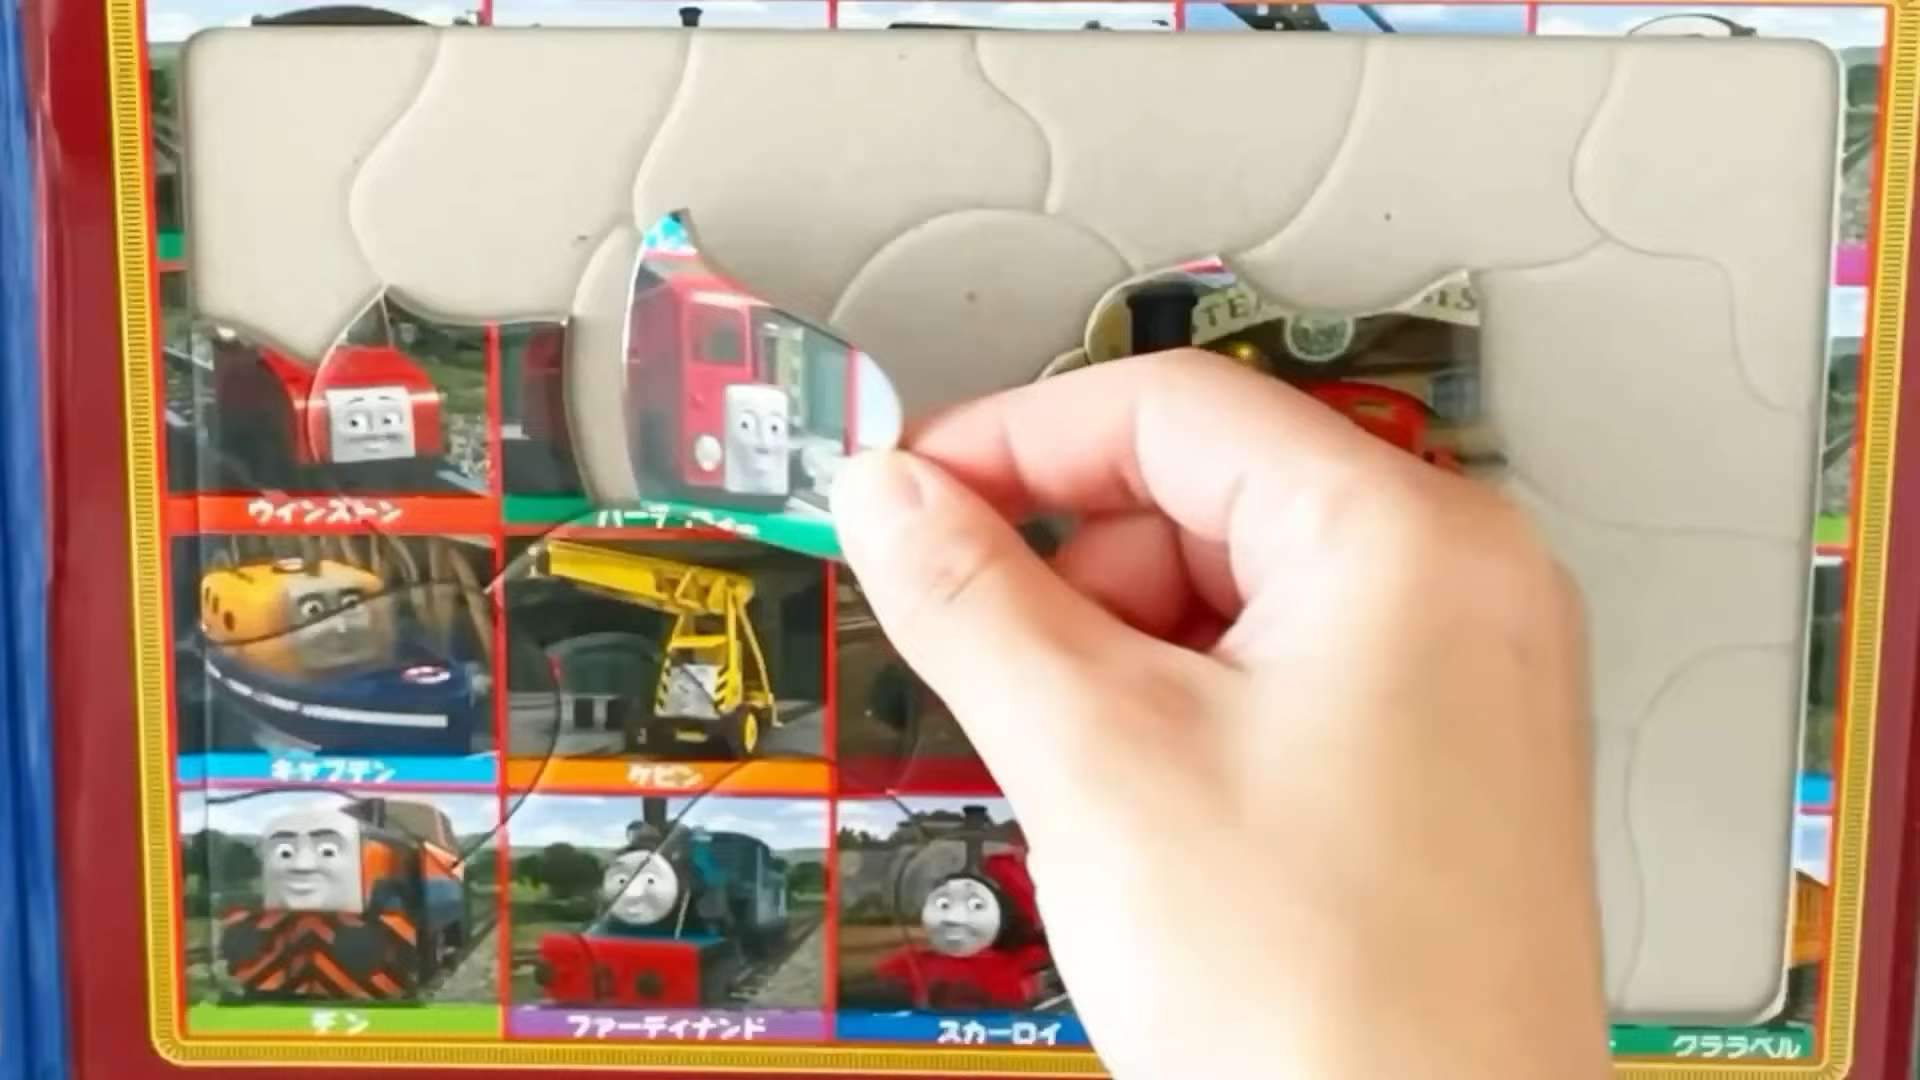 ウインストン
キャプテン
ケビン
デン
ファーディナンド
スカーロイ
クララベル